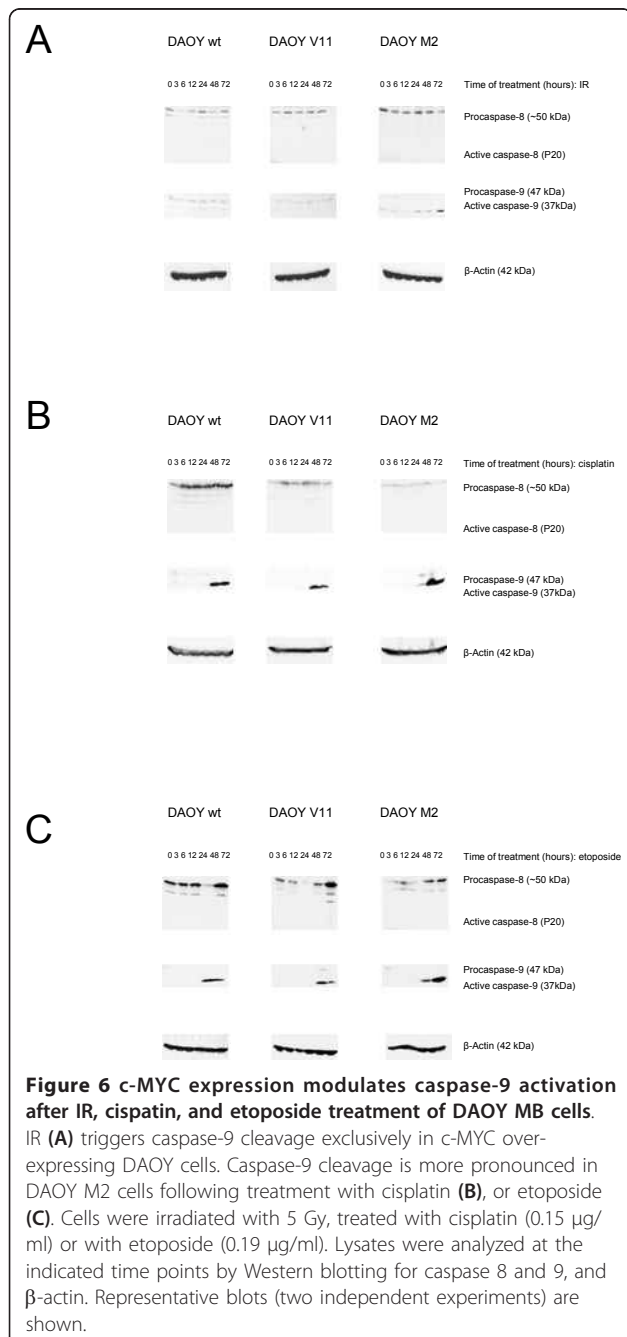 A
DAOY wt DAOY V11 DAOY M2
0 3 6 12 24 48 72 0 3 6 12 24 48 72 0 3 6 12 24 48 72 Time of treatment (hours): IR
Procaspase-8 (~50 kDa)
Active caspase-8 (P20)
Procaspase-9 (47 kDa)
Active caspase-9 (37kDa)
β-Actin (42 kDa)
B
DAOY wt DAOY V11 DAOY M2
0 3 6 12 24 48 72 0 3 6 12 24 48 72 0 3 6 12 24 48 72 Time of treatment (hours): cisplatin
Procaspase-8 (~50 kDa)
Active caspase-8 (P20)
Procaspase-9 (47 kDa)
Active caspase-9 (37kDa)
β-Actin (42 kDa)
C
DAOY wt DAOY V11 DAOY M2
0 3 6 12 24 48 72 0 3 6 12 24 48 72 0 3 6 12 24 48 72 Time of treatment (hours): etoposide
Procaspase-8 (~50 kDa)
Active caspase-8 (P20)
Procaspase-9 (47 kDa)
Active caspase-9 (37kDa)
β-Actin (42 kDa)
Figure 6 c-MYC expression modulates caspase-9 activation
after IR, cispatin, and etoposide treatment of DAOY MB cells.
IR (A) triggers caspase-9 cleavage exclusively in c-MYC over-
expressing DAOY cells. Caspase-9 cleavage is more pronounced in
DAOY M2 cells following treatment with cisplatin (B), or etoposide
(C). Cells were irradiated with 5 Gy, treated with cisplatin (0.15 μg/
ml) or with etoposide (0.19 μg/ml). Lysates were analyzed at the
indicated time points by Western blotting for caspase 8 and 9, and
β-actin. Representative blots (two independent experiments) are
shown.